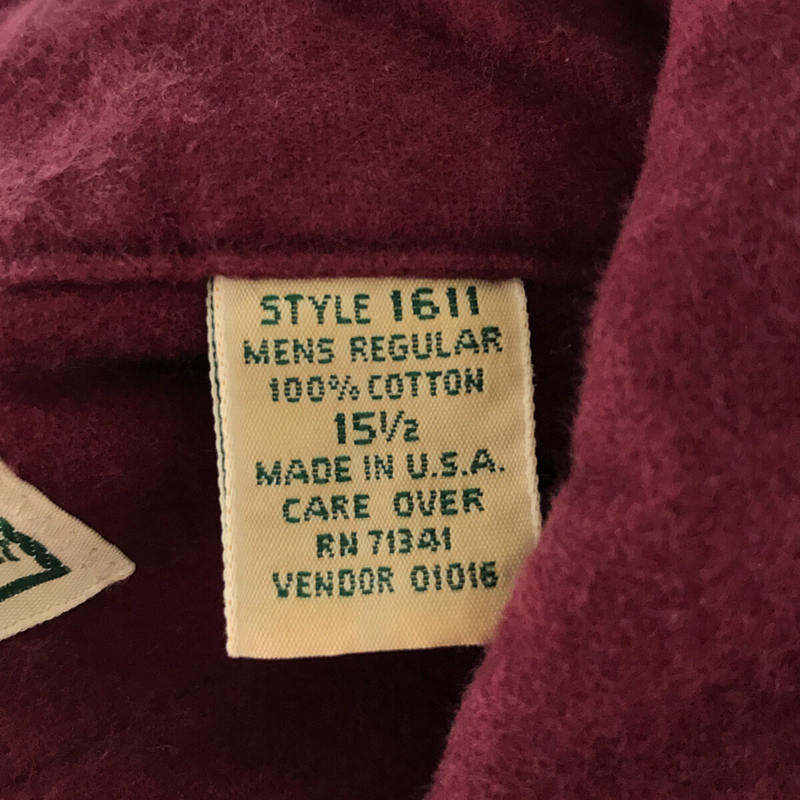 STYLE 1611
MENS REGULAR
100% COTTON
15½
MADE IN U.S.A.
CARE OVER
RN 71341
VENDOR 01016